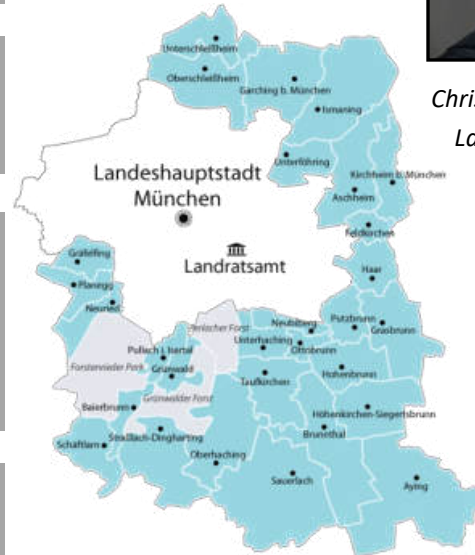 Unterschleißheim
Oberschleißheim
Garching b. München
Ismaning
Chris
La
Unterföhring
Kirchheim b. München
Landeshauptstadt
München
Aschheim
Feldkirchen
Landratsamt
Gräfelfing
Haar
Planegg
Neuried
Perlacher Forst
Neubiberg
Putzbrunn
Grasbrunn
Unterhaching
Ottobrunn
Pullach i. Isartal
Forstenrieder Park
Grünwald
Taufkirchen
Hohenbrunn
Grünwalder Forst
Baierbrunn
Höhenkirchen-Siegertsbrunn
Straßlach-Dingharting
Brunnthal
Schäftlarn
Oberhaching
Sauerlach
Aying